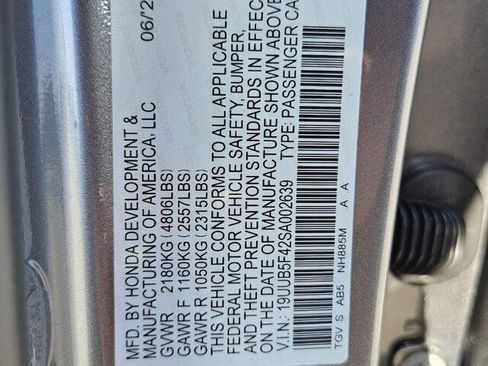 06/2
MFD. BY HONDA DEVELOPMENT &
MANUFACTURING OF AMERICA, LLC
GVWR 2180KG(4806LBS)
GAWR F 1160KG(2557LBS)
GAWR R 1050KG(2315LBS)
THIS VEHICLE CONFORMS TO ALL APPLICABLE
FEDERAL MOTOR VEHICLE SAFETY, BUMPER,
AND THEFT PREVENTION STANDARDS IN EFFEC
ON THE DATE OF MANUFACTURE SHOWN ABOVE
V.I.N.: 19UUB5F42SA002639 TYPE: PASSENGER CA
TGV S AB5 NH885M A A